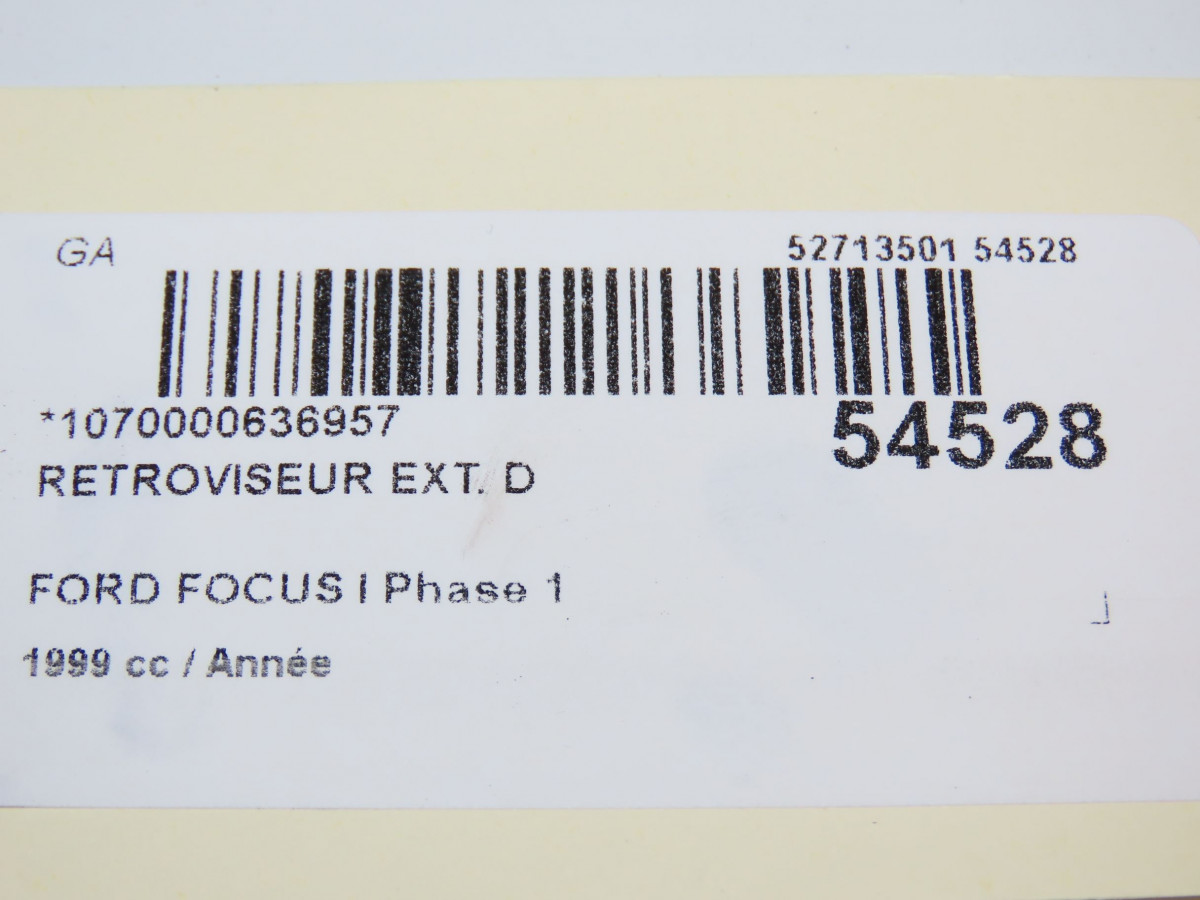 GA
52713501 54528
*1070000636957
54528
RETROVISEUR EXT. D
FORD FOCUS I Phase 1
1999 cc / Année